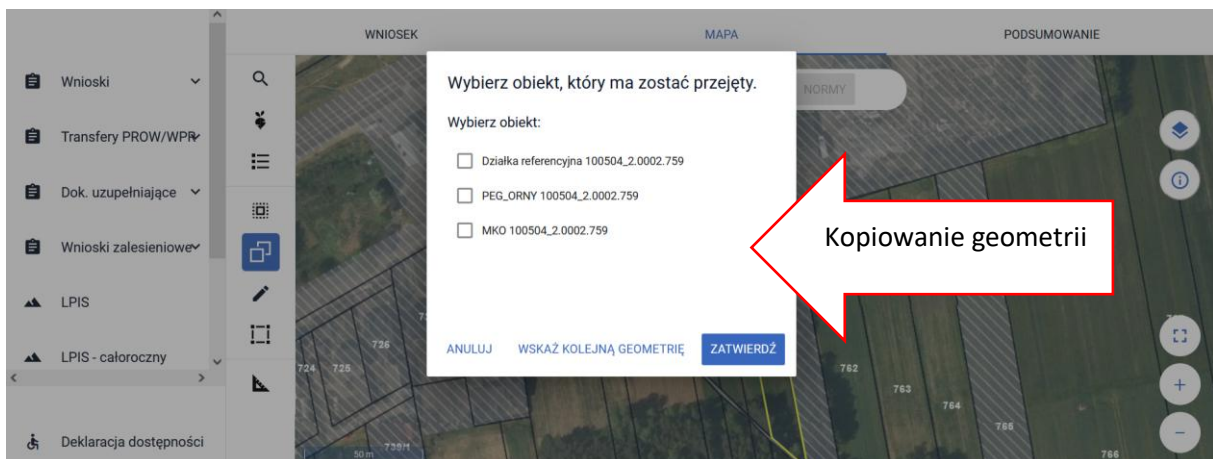 WNIOSEK
MAPA
PODSUMOWANIE
Wnioski
Transfery PROW/WPR
Dok. uzupełniające
Wnioski zalesieniowe
LPIS
LPIS - całoroczny
Deklaracja dostępności
NORMY
Wybierz obiekt, który ma zostać przejęty.
Wybierz obiekt:
Działka referencyjna 100504_2.0002.759
PEG_ORNY 100504_2.0002.759
MKO 100504_2.0002.759
ANULUJ
WSKAŻ KOLEJNĄ GEOMETRIĘ
ZATWIERDŹ
Kopiowanie geometrii
726
724
725
739/1
50 m
762
763
764
765
766